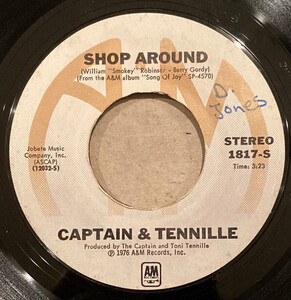 SHOP AROUND
(William "Smokey" Robinson - Barry Gordy)
(From the A&M album "Song Of Joy" SP-4570)
D. Jones
Jobete Music
Company, Inc.
(ASCAP)
(12032-S)
STEREO
1817-S
Time: 3:23
CAPTAIN & TENNILLE
Produced by The Captain and Toni Tennille
℗ 1976 A&M Records, Inc.
A&M